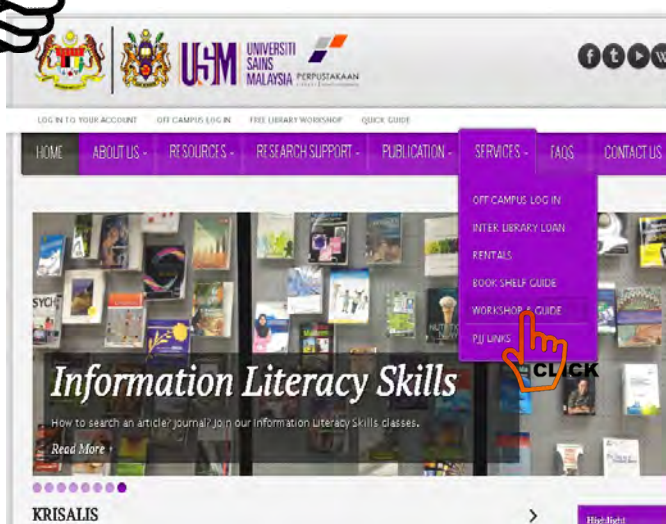 USM UNIVERSITI
SAINS
MALAYSIA PERPUSTAKAAN
LOG IN TO YOUR ACCOUNT OFF CAMPUS LOG IN FREE LIBRARY WORKSHOP QUICK GUIDE
HOME ABOUT US - RESOURCES - RESEARCH SUPPORT - PUBLICATION - SERVICES - FAQS CONTACT US
OFF CAMPUS LOG IN
INTER LIBRARY LOAN
RENTALS
BOOK SHELF GUIDE
WORKSHOP & GUIDE
PJJ LINKS
CLICK
Information Literacy Skills
How to search an article? journal? Join our Information Literacy Skills classes.
Read More
KRISALIS
Highlight